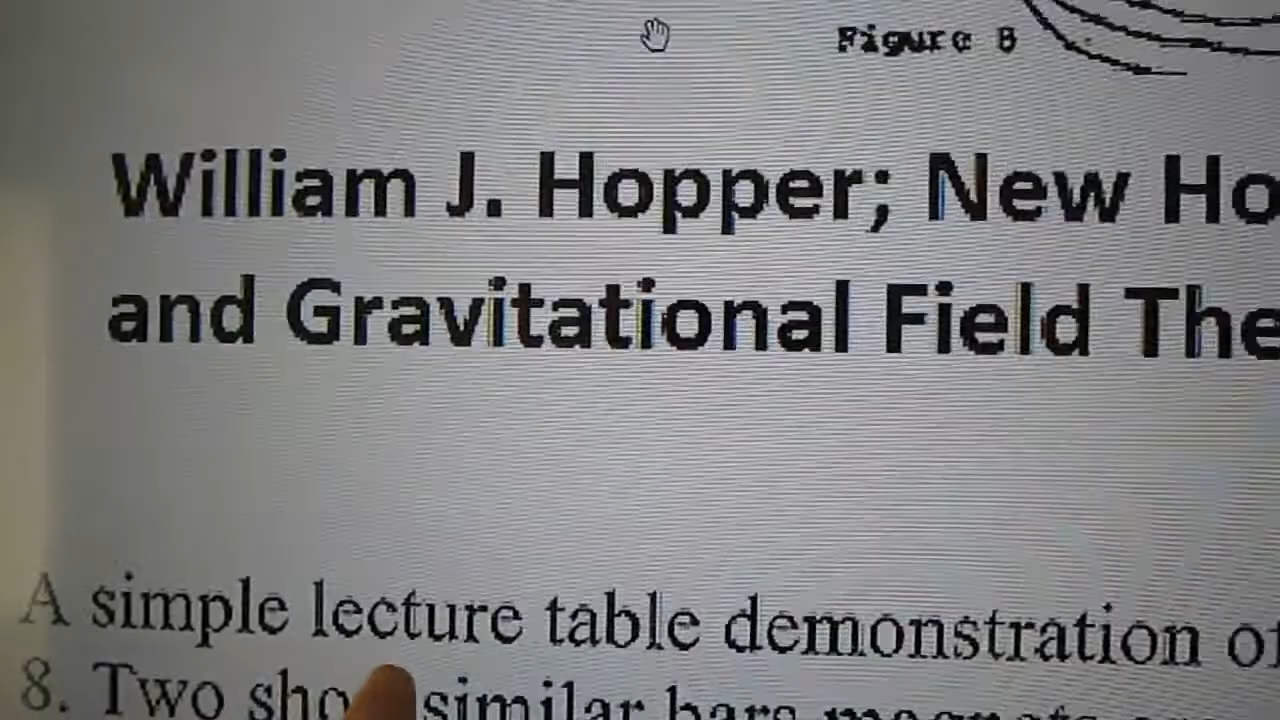 Figure 8
William J. Hopper; New Ho
and Gravitational Field The
A simple lecture table demonstration of
8. Two similar bars